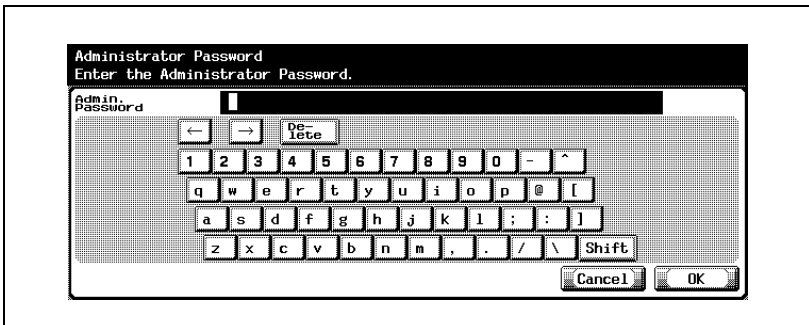 Administrator Password
Enter the Administrator Password.
Admin.
Password
← → De-
lete
1 2 3 4 5 6 7 8 9 0 - ^
q w e r t y u i o p @ [
a s d f g h j k l ; : ]
z x c v b n m , . / \ Shift
Cancel OK